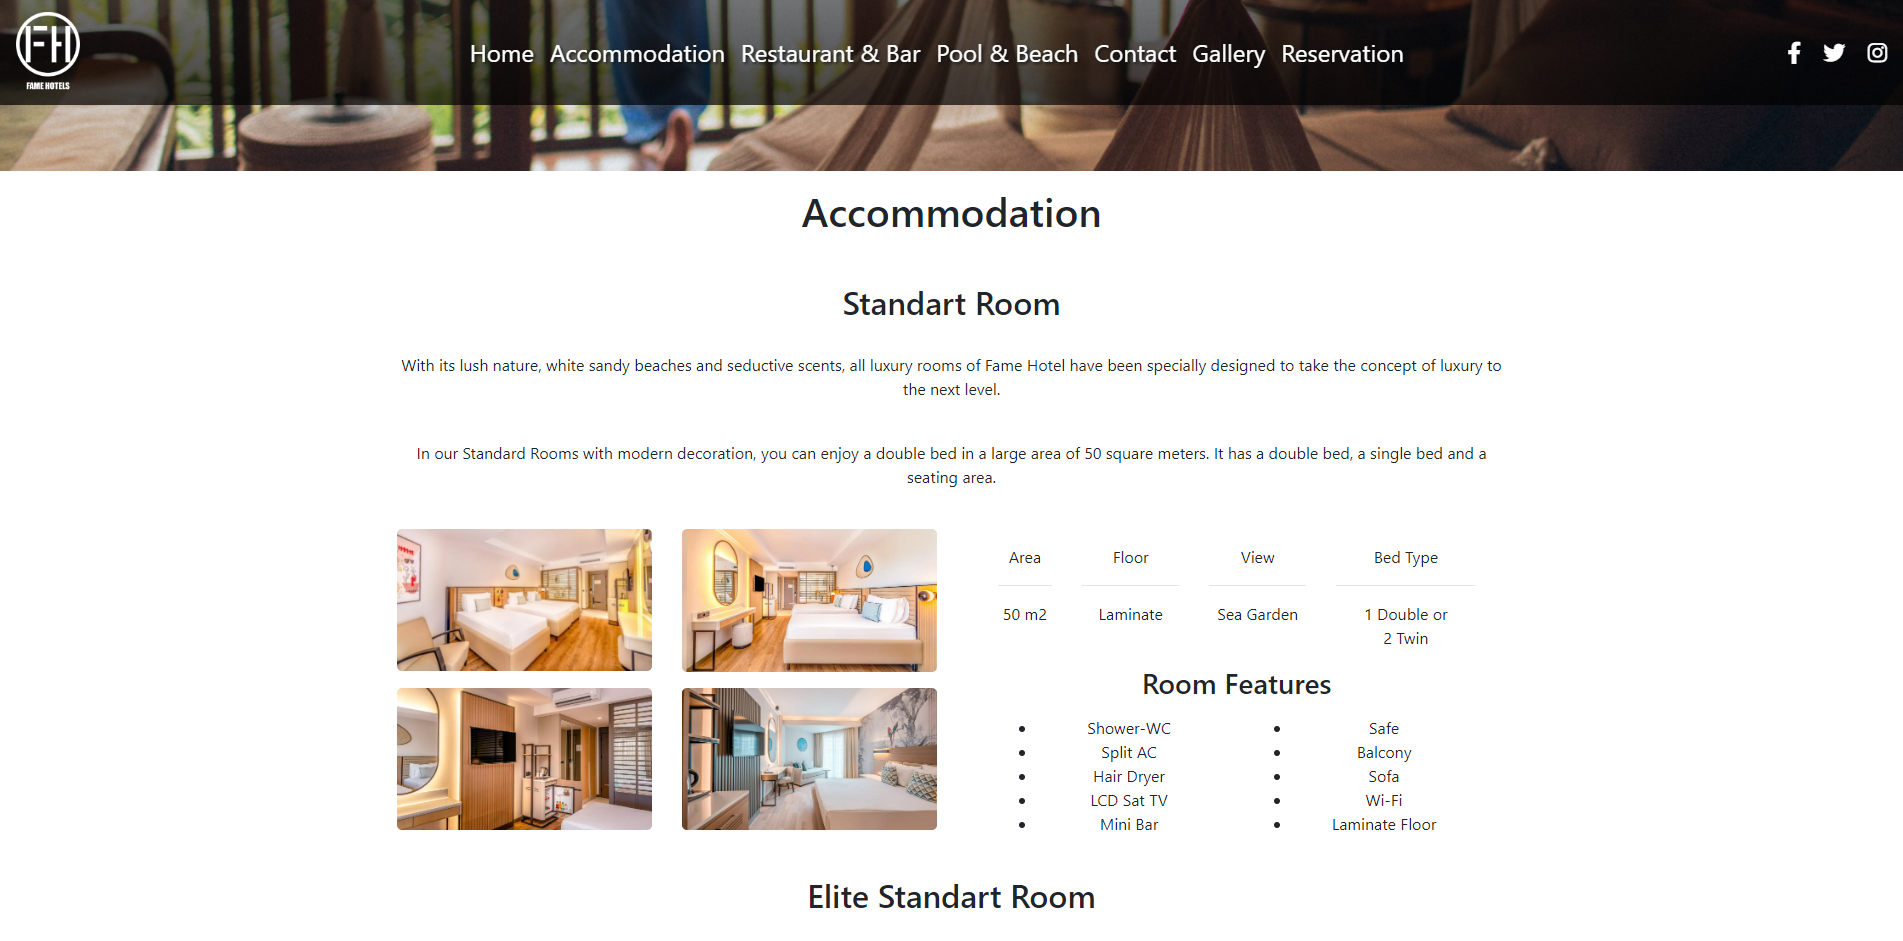 FH
FAME HOTELS
Home Accommodation Restaurant & Bar Pool & Beach Contact Gallery Reservation
Accommodation
Standart Room
With its lush nature, white sandy beaches and seductive scents, all luxury rooms of Fame Hotel have been specially designed to take the concept of luxury to
the next level.
In our Standard Rooms with modern decoration, you can enjoy a double bed in a large area of 50 square meters. It has a double bed, a single bed and a
seating area.
Area Floor View Bed Type
50 m2 Laminate Sea Garden 1 Double or
2 Twin
Room Features
• Shower-WC
• Split AC
• Hair Dryer
• LCD Sat TV
• Mini Bar
• Safe
• Balcony
• Sofa
• Wi-Fi
• Laminate Floor
Elite Standart Room